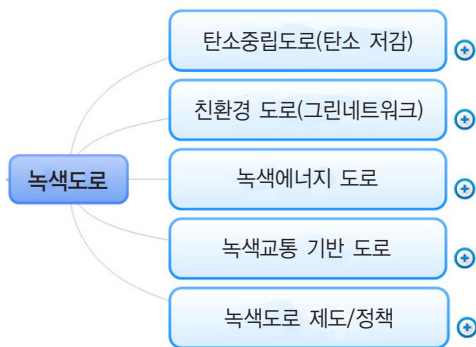 탄소중립도로(탄소 저감)
친환경 도로(그린네트워크)
녹색도로
녹색에너지 도로
녹색교통 기반 도로
녹색도로 제도/정책